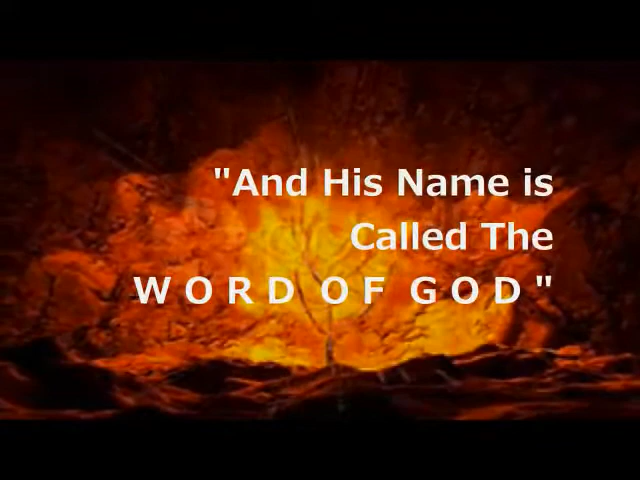 "And His Name is
Called The
W O R D  O F  G O D "